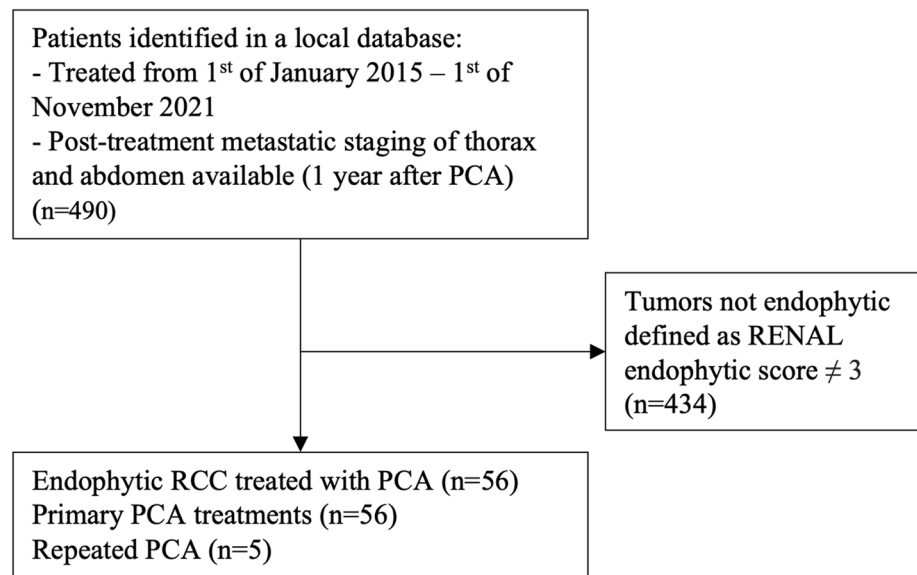 Patients identified in a local database:
- Treated from 1st of January 2015 – 1st of
November 2021
- Post-treatment metastatic staging of thorax
and abdomen available (1 year after PCA)
(n=490)
Tumors not endophytic
defined as RENAL
endophytic score ≠ 3
(n=434)
Endophytic RCC treated with PCA (n=56)
Primary PCA treatments (n=56)
Repeated PCA (n=5)